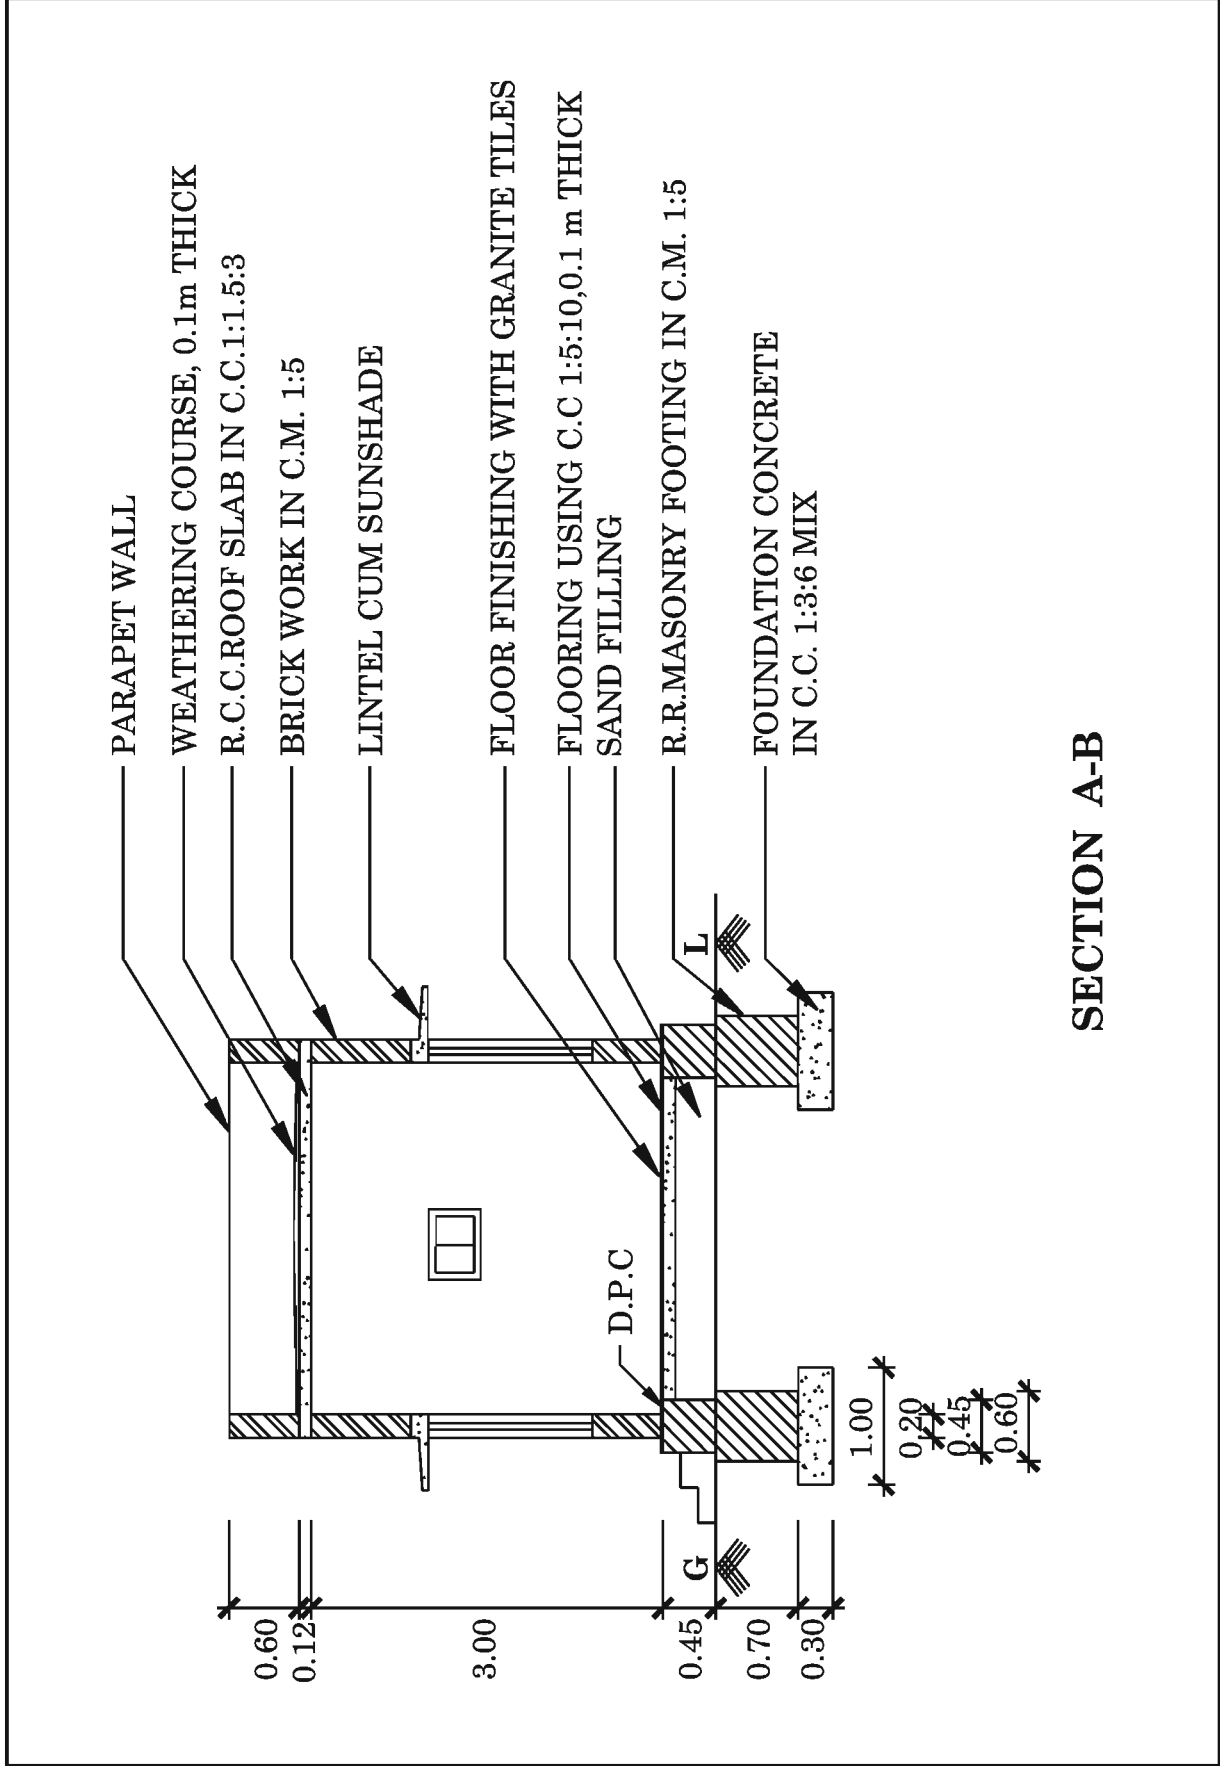 PARAPET WALL
WEATHERING COURSE, 0.1m THICK
R.C.C.ROOF SLAB IN C.C.1:1.5:3
BRICK WORK IN C.M. 1:5
LINTEL CUM SUNSHADE
FLOOR FINISHING WITH GRANITE TILES
FLOORING USING C.C 1:5:10,0.1 m THICK
SAND FILLING
R.R.MASONRY FOOTING IN C.M. 1:5
FOUNDATION CONCRETE
IN C.C. 1:3:6 MIX
D.P.C
G
L
0.60
0.12
3.00
0.45
0.70
0.30
1.00
0.20
0.45
0.60
SECTION A-B